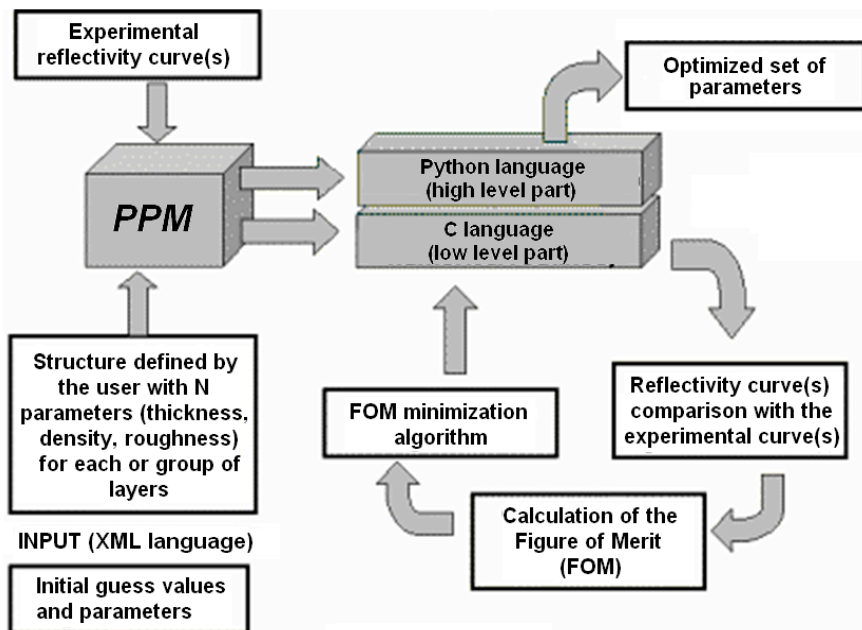 Experimental
reflectivity curve(s)
Optimized set of
parameters
PPM
Python language
(high level part)
C language
(low level part)
Structure defined by
the user with N
parameters (thickness,
density, roughness)
for each or group of
layers
FOM minimization
algorithm
Reflectivity curve(s)
comparison with the
experimental curve(s)
Calculation of the
Figure of Merit
(FOM)
INPUT (XML language)
Initial guess values
and parameters